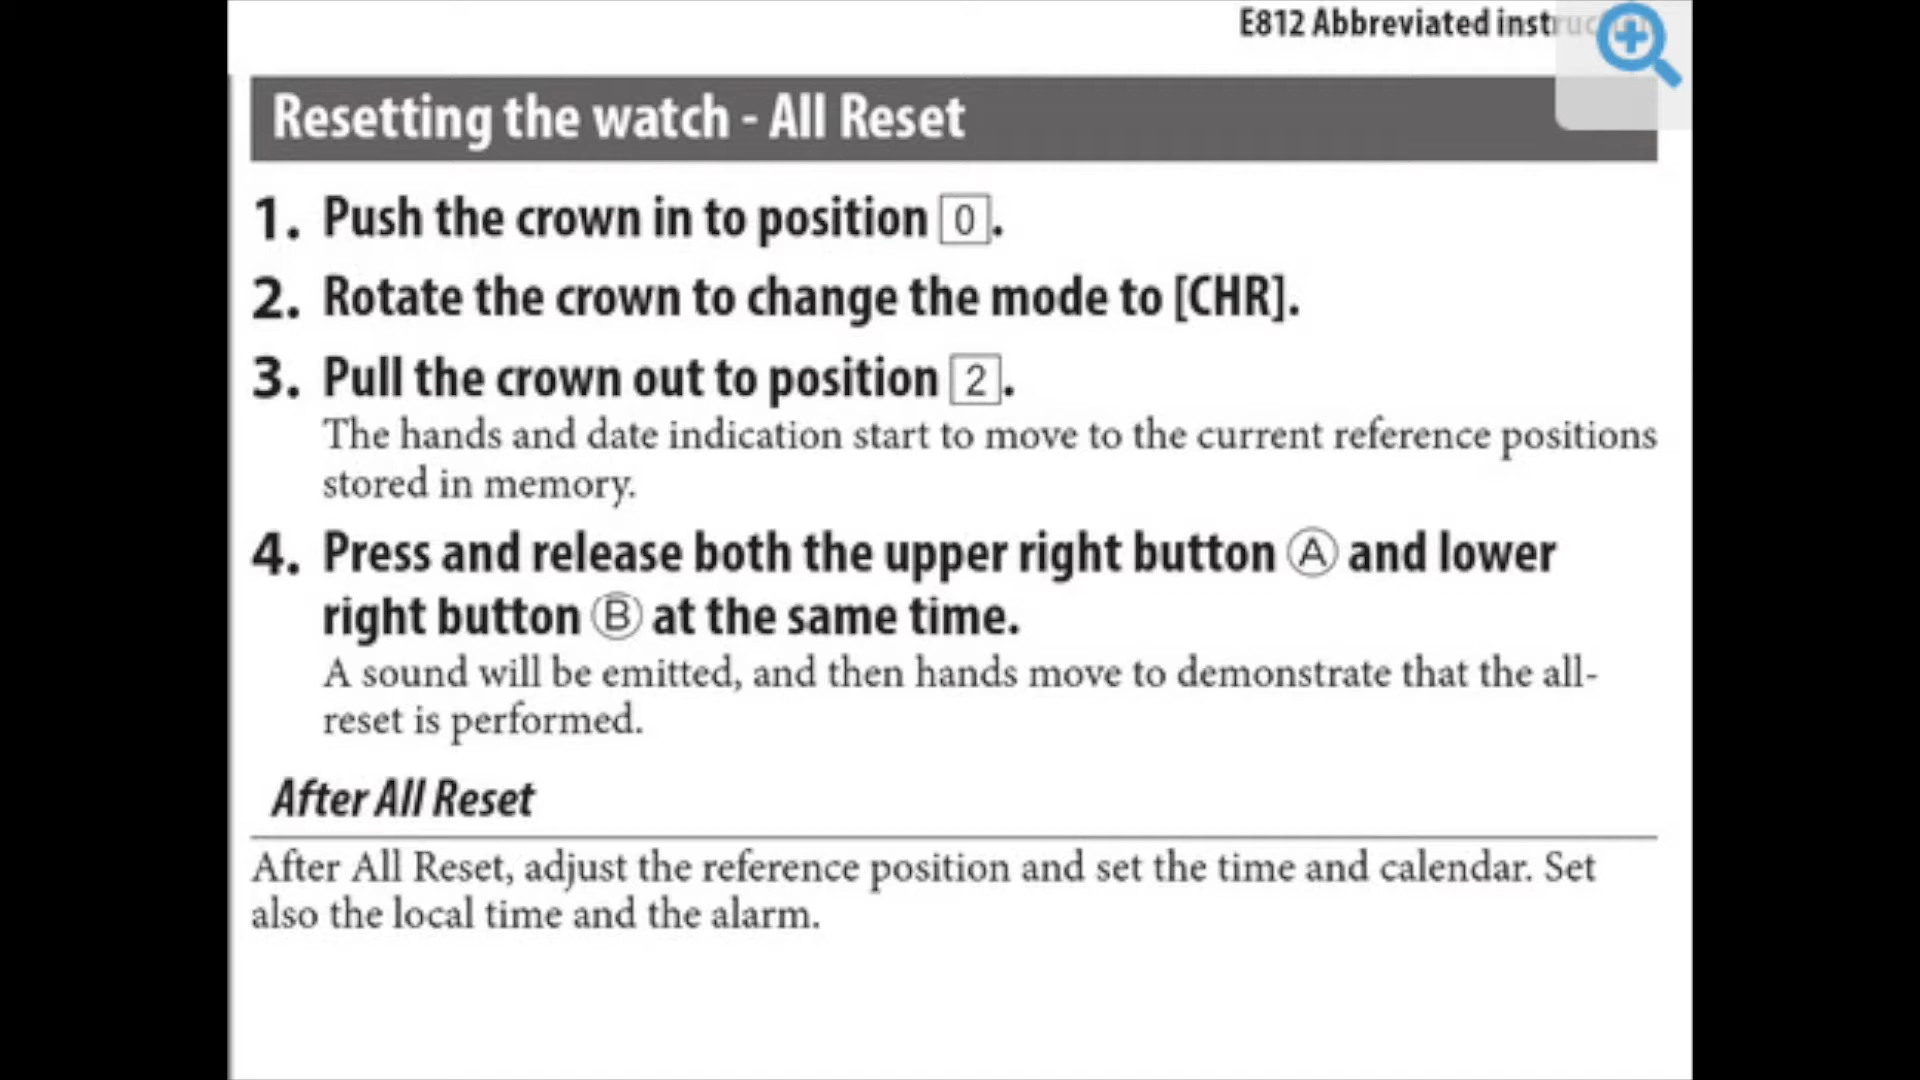 E812 Abbreviated instruc
Resetting the watch - All Reset
1. Push the crown in to position 0.
2. Rotate the crown to change the mode to [CHR].
3. Pull the crown out to position 2.
The hands and date indication start to move to the current reference positions
stored in memory.
4. Press and release both the upper right button Ⓐ and lower
right button Ⓑ at the same time.
A sound will be emitted, and then hands move to demonstrate that the all-
reset is performed.
After All Reset
After All Reset, adjust the reference position and set the time and calendar. Set
also the local time and the alarm.